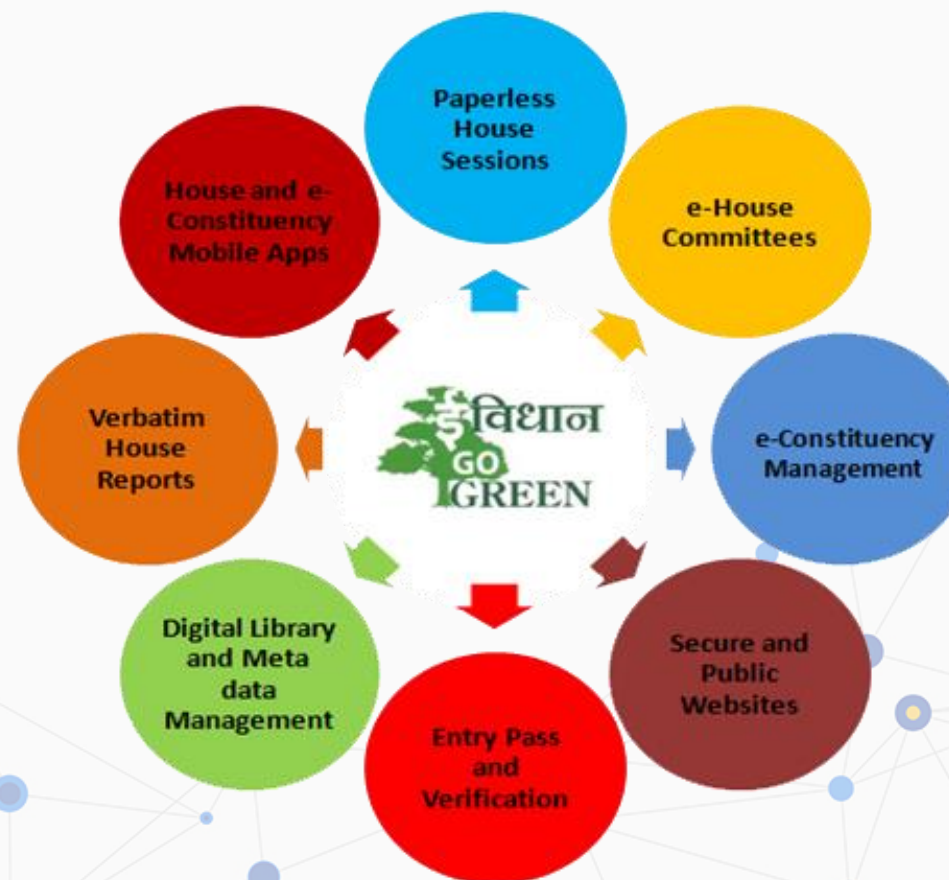 Paperless
House
Sessions
e-House
Committees
e-Constituency
Management
Secure and
Public
Websites
Entry Pass
and
Verification
Digital Library
and Meta
data
Management
Verbatim
House
Reports
House and e-
Constituency
Mobile Apps
ई विधान
GO
GREEN